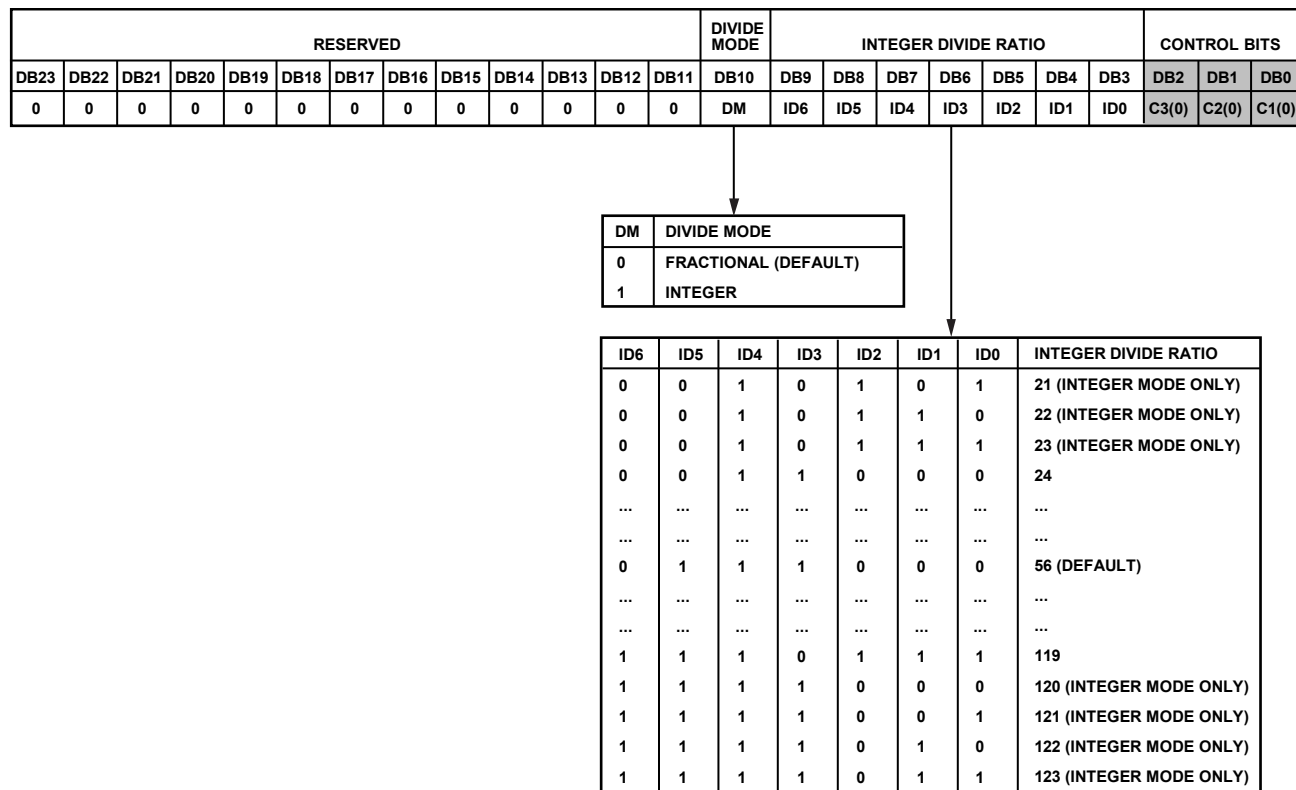 RESERVED DIVIDE MODE INTEGER DIVIDE RATIO CONTROL BITS
DB23 DB22 DB21 DB20 DB19 DB18 DB17 DB16 DB15 DB14 DB13 DB12 DB11 DB10 DB9 DB8 DB7 DB6 DB5 DB4 DB3 DB2 DB1 DB0
0 0 0 0 0 0 0 0 0 0 0 0 0 DM ID6 ID5 ID4 ID3 ID2 ID1 ID0 C3(0) C2(0) C1(0)
DM DIVIDE MODE
0 FRACTIONAL (DEFAULT)
1 INTEGER
ID6 ID5 ID4 ID3 ID2 ID1 ID0 INTEGER DIVIDE RATIO
0 0 1 0 1 0 1 21 (INTEGER MODE ONLY)
0 0 1 0 1 1 0 22 (INTEGER MODE ONLY)
0 0 1 0 1 1 1 23 (INTEGER MODE ONLY)
0 0 1 1 0 0 0 24
... ... ... ... ... ... ... ...
... ... ... ... ... ... ... ...
0 1 1 1 0 0 0 56 (DEFAULT)
... ... ... ... ... ... ... ...
... ... ... ... ... ... ... ...
1 1 1 0 1 1 1 119
1 1 1 1 0 0 0 120 (INTEGER MODE ONLY)
1 1 1 1 0 0 1 121 (INTEGER MODE ONLY)
1 1 1 1 0 1 0 122 (INTEGER MODE ONLY)
1 1 1 1 0 1 1 123 (INTEGER MODE ONLY)